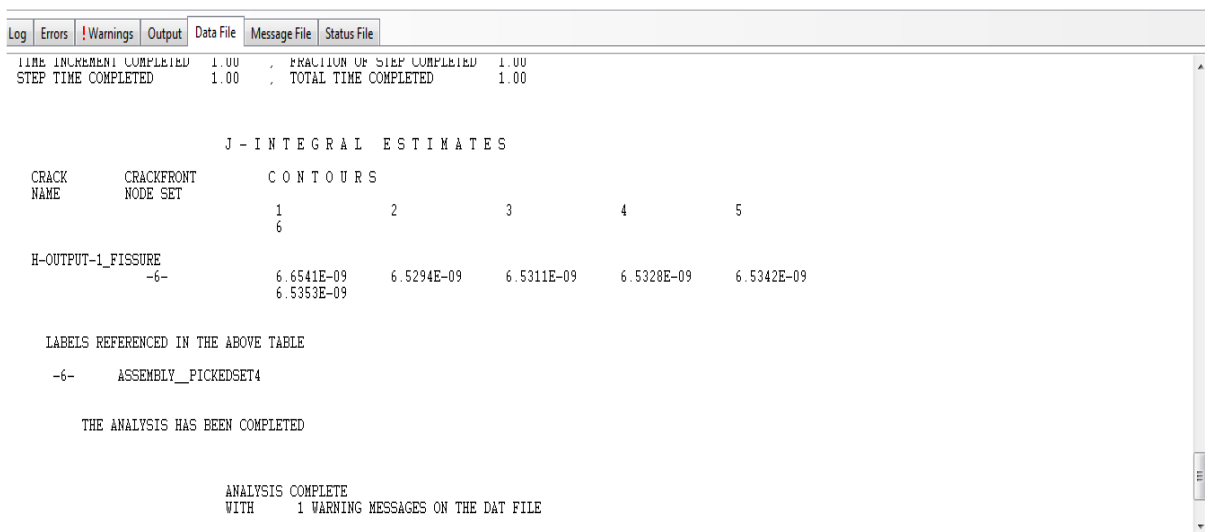 Log Errors !Warnings Output Data File Message File Status File
TIME INCREMENT COMPLETED 1.00 , FRACTION OF STEP COMPLETED 1.00
STEP TIME COMPLETED 1.00 , TOTAL TIME COMPLETED 1.00
J - I N T E G R A L E S T I M A T E S
CRACK CRACKFRONT C O N T O U R S
NAME NODE SET
1 2 3 4 5
6
H-OUTPUT-1_FISSURE
-6- 6.6541E-09 6.5294E-09 6.5311E-09 6.5328E-09 6.5342E-09
6.5353E-09
LABELS REFERENCED IN THE ABOVE TABLE
-6- ASSEMBLY__PICKEDSET4
THE ANALYSIS HAS BEEN COMPLETED
ANALYSIS COMPLETE
WITH 1 WARNING MESSAGES ON THE DAT FILE